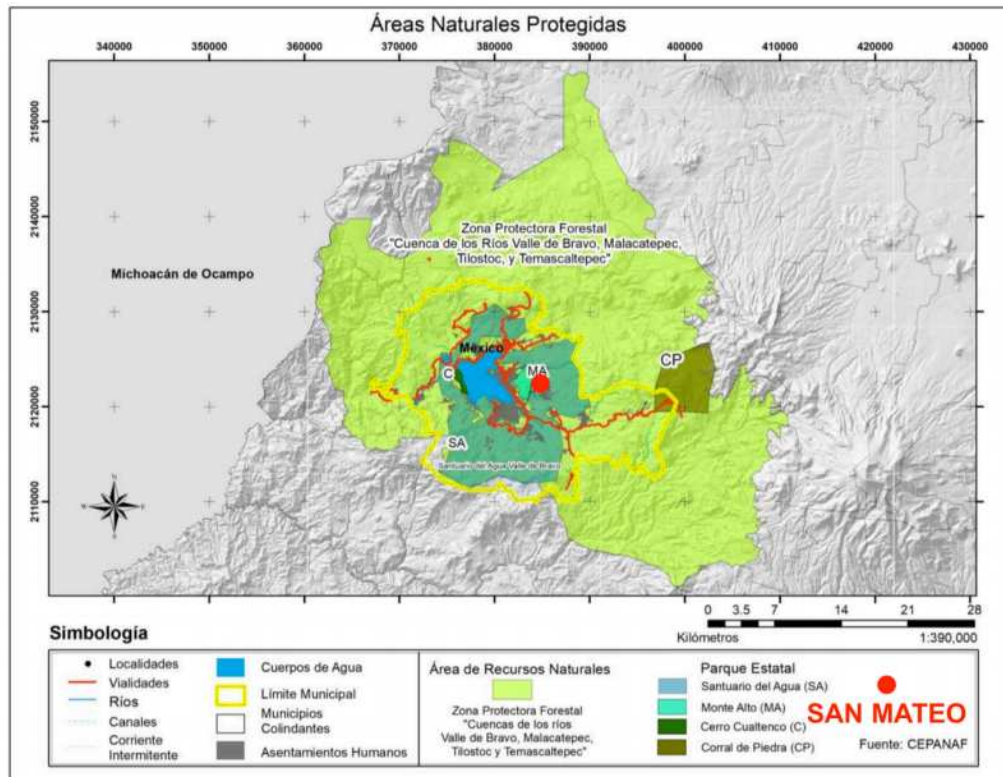 Áreas Naturales Protegidas
340000 350000 360000 370000 380000 390000 400000 410000 420000 430000
2150000
2140000
2130000
2120000
2110000
Zona Protectora Forestal
"Cuenca de los Ríos Valle de Bravo, Malacatepec,
Tilostoc, y Temascaltepec"
Michoacán de Ocampo
México
C
MA
CP
SA
Santuario del Agua Valle de Bravo
N
0 3.5 7 14 21 28
Kilómetros
1:390,000
Simbología
Localidades
Vialidades
Ríos
Canales
Corriente
Intermitente
Cuerpos de Agua
Límite Municipal
Municipios
Colindantes
Asentamientos Humanos
Área de Recursos Naturales
Zona Protectora Forestal
"Cuencas de los ríos
Valle de Bravo, Malacatepec,
Tilostoc y Temascaltepec"
Parque Estatal
Santuario del Agua (SA)
Monte Alto (MA)
Cerro Cualtenco (C)
Corral de Piedra (CP)
SAN MATEO
Fuente: CEPANAF